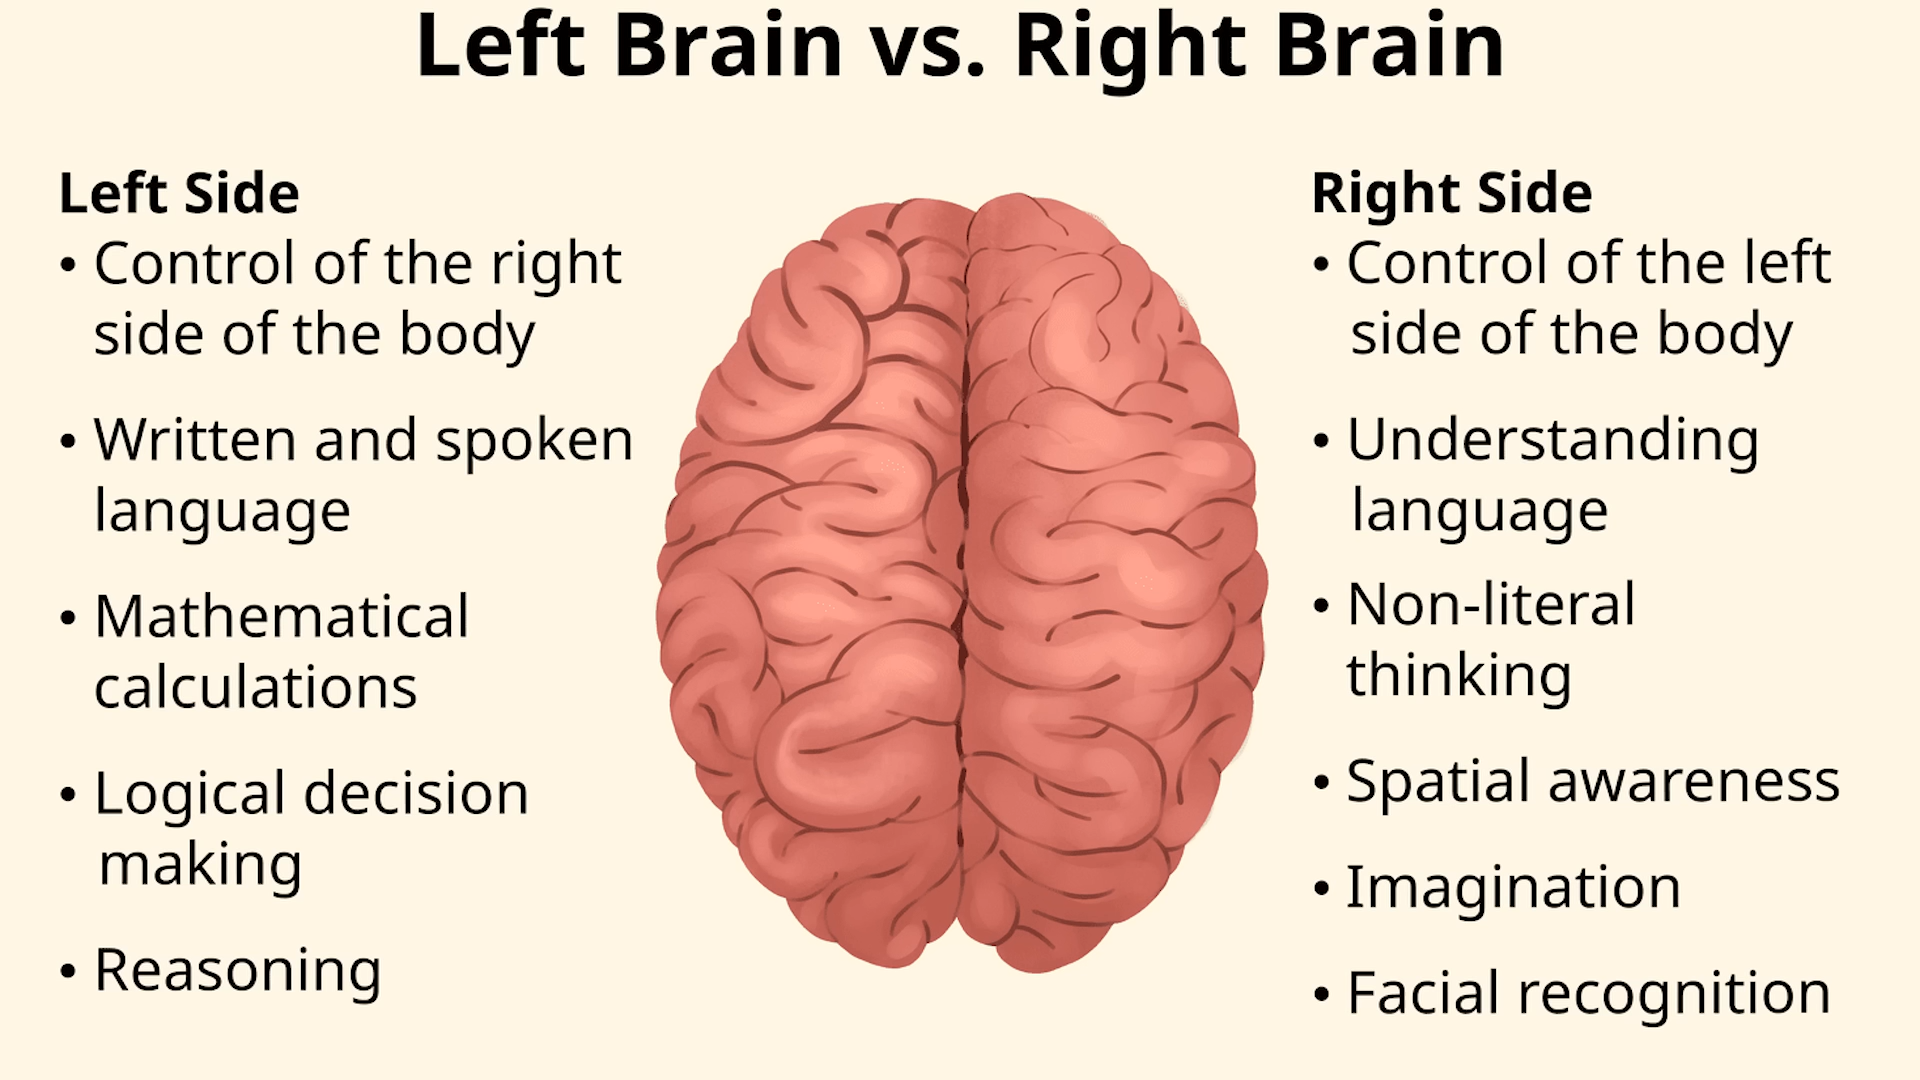 Left Brain vs. Right Brain
Left Side
• Control of the right
side of the body
• Written and spoken
language
• Mathematical
calculations
• Logical decision
making
• Reasoning
Right Side
• Control of the left
side of the body
• Understanding
language
• Non-literal
thinking
• Spatial awareness
• Imagination
• Facial recognition